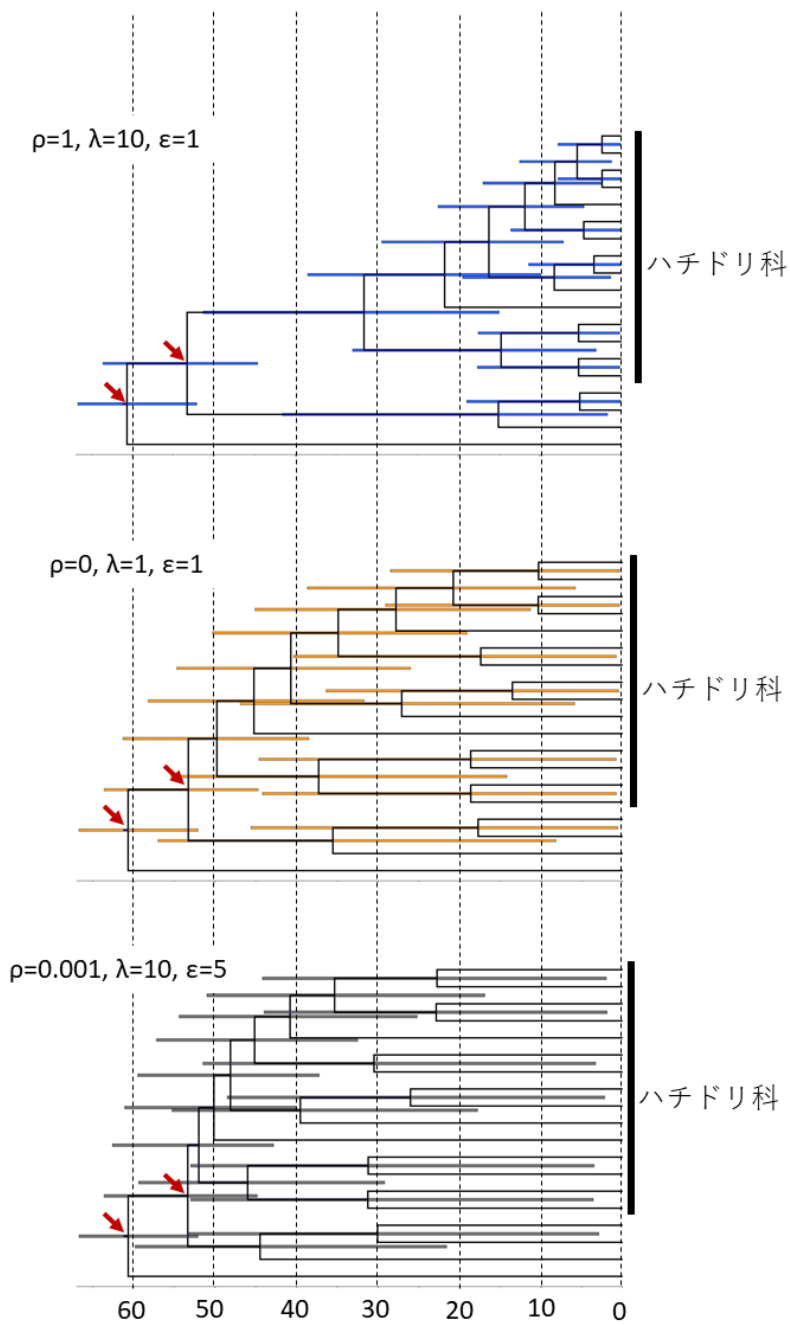 ρ=1, λ=10, ε=1
ハチドリ科
ρ=0, λ=1, ε=1
ハチドリ科
ρ=0.001, λ=10, ε=5
ハチドリ科
60 50 40 30 20 10 0